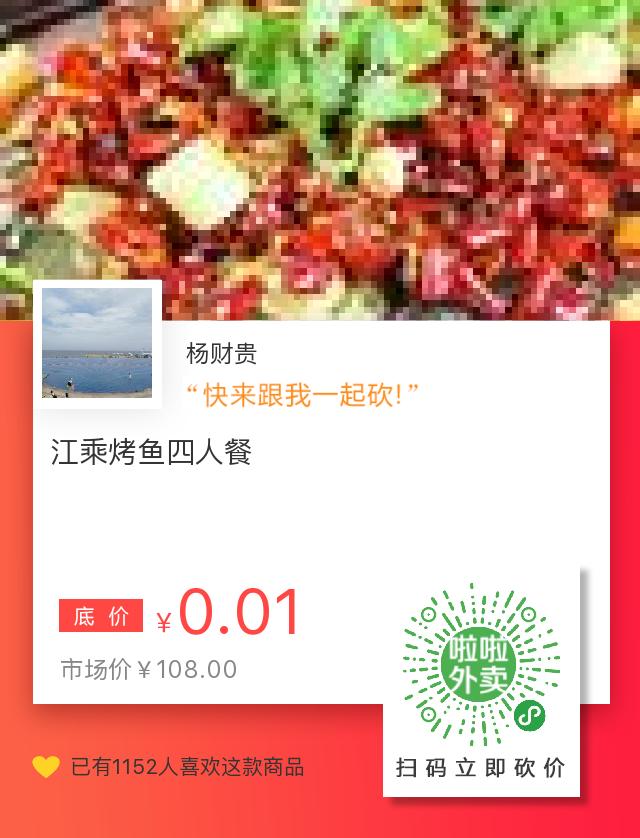 杨财贵
“快来跟我一起砍!”
江乘烤鱼四人餐
底价 ¥0.01
市场价¥108.00
啦啦
外卖
扫码立即砍价
已有1152人喜欢这款商品